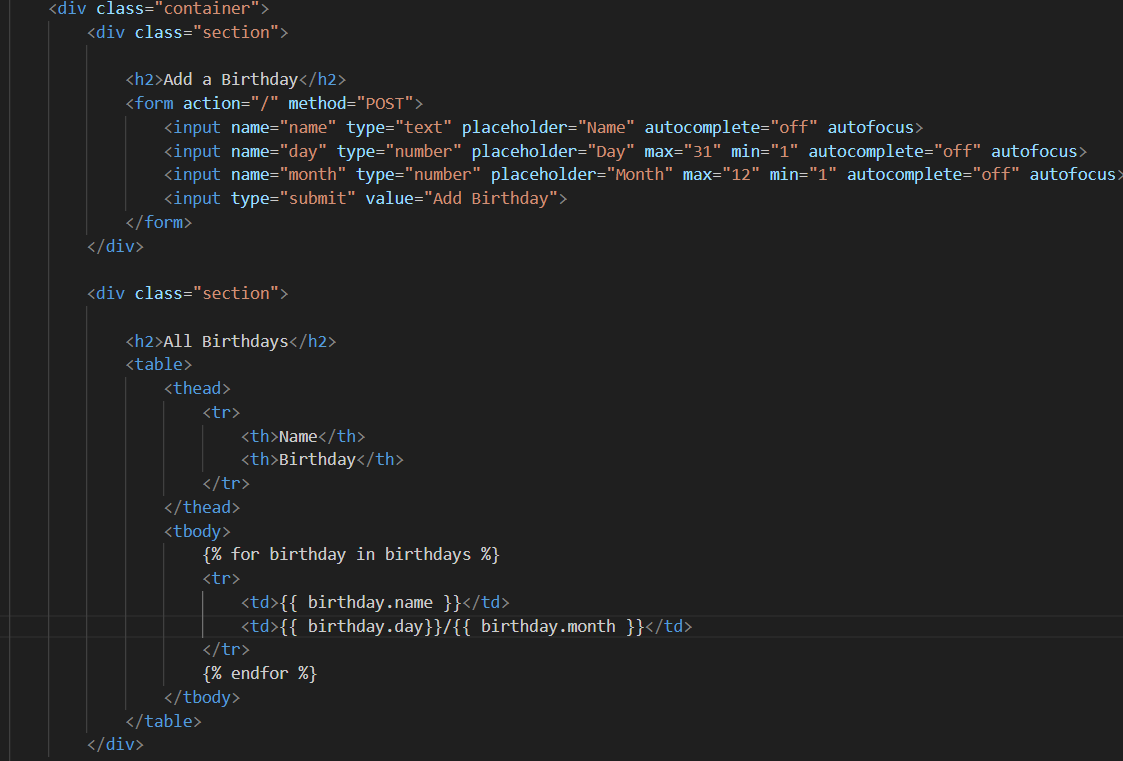 <div class="container">
<div class="section">
<h2>Add a Birthday</h2>
<form action="/" method="POST">
<input name="name" type="text" placeholder="Name" autocomplete="off" autofocus>
<input name="day" type="number" placeholder="Day" max="31" min="1" autocomplete="off" autofocus>
<input name="month" type="number" placeholder="Month" max="12" min="1" autocomplete="off" autofocus>
<input type="submit" value="Add Birthday">
</form>
</div>
<div class="section">
<h2>All Birthdays</h2>
<table>
<thead>
<tr>
<th>Name</th>
<th>Birthday</th>
</tr>
</thead>
<tbody>
{% for birthday in birthdays %}
<tr>
<td>{{ birthday.name }}</td>
<td>{{ birthday.day}}/{{ birthday.month }}</td>
</tr>
{% endfor %}
</tbody>
</table>
</div>